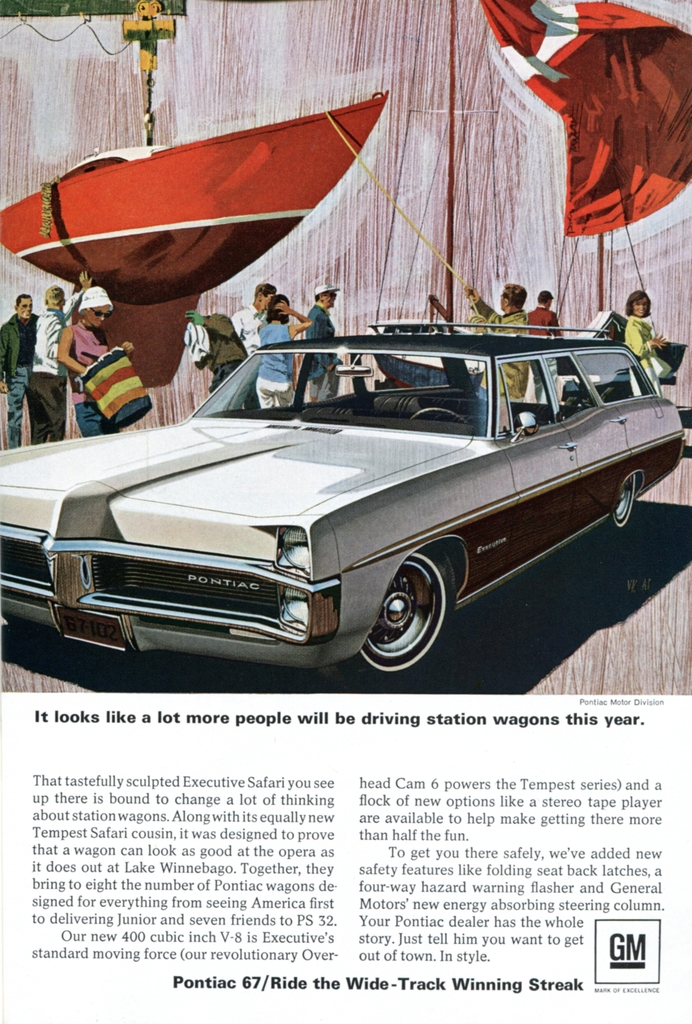 PONTIAC
Executive
67-102
VK AF
Pontiac Motor Division
It looks like a lot more people will be driving station wagons this year.
That tastefully sculpted Executive Safari you see
up there is bound to change a lot of thinking
about station wagons. Along with its equally new
Tempest Safari cousin, it was designed to prove
that a wagon can look as good at the opera as
it does out at Lake Winnebago. Together, they
bring to eight the number of Pontiac wagons de-
signed for everything from seeing America first
to delivering Junior and seven friends to PS 32.
Our new 400 cubic inch V-8 is Executive's
standard moving force (our revolutionary Over-
head Cam 6 powers the Tempest series) and a
flock of new options like a stereo tape player
are available to help make getting there more
than half the fun.
To get you there safely, we've added new
safety features like folding seat back latches, a
four-way hazard warning flasher and General
Motors' new energy absorbing steering column.
Your Pontiac dealer has the whole
story. Just tell him you want to get
out of town. In style.
GM
MARK OF EXCELLENCE
Pontiac 67/Ride the Wide-Track Winning Streak